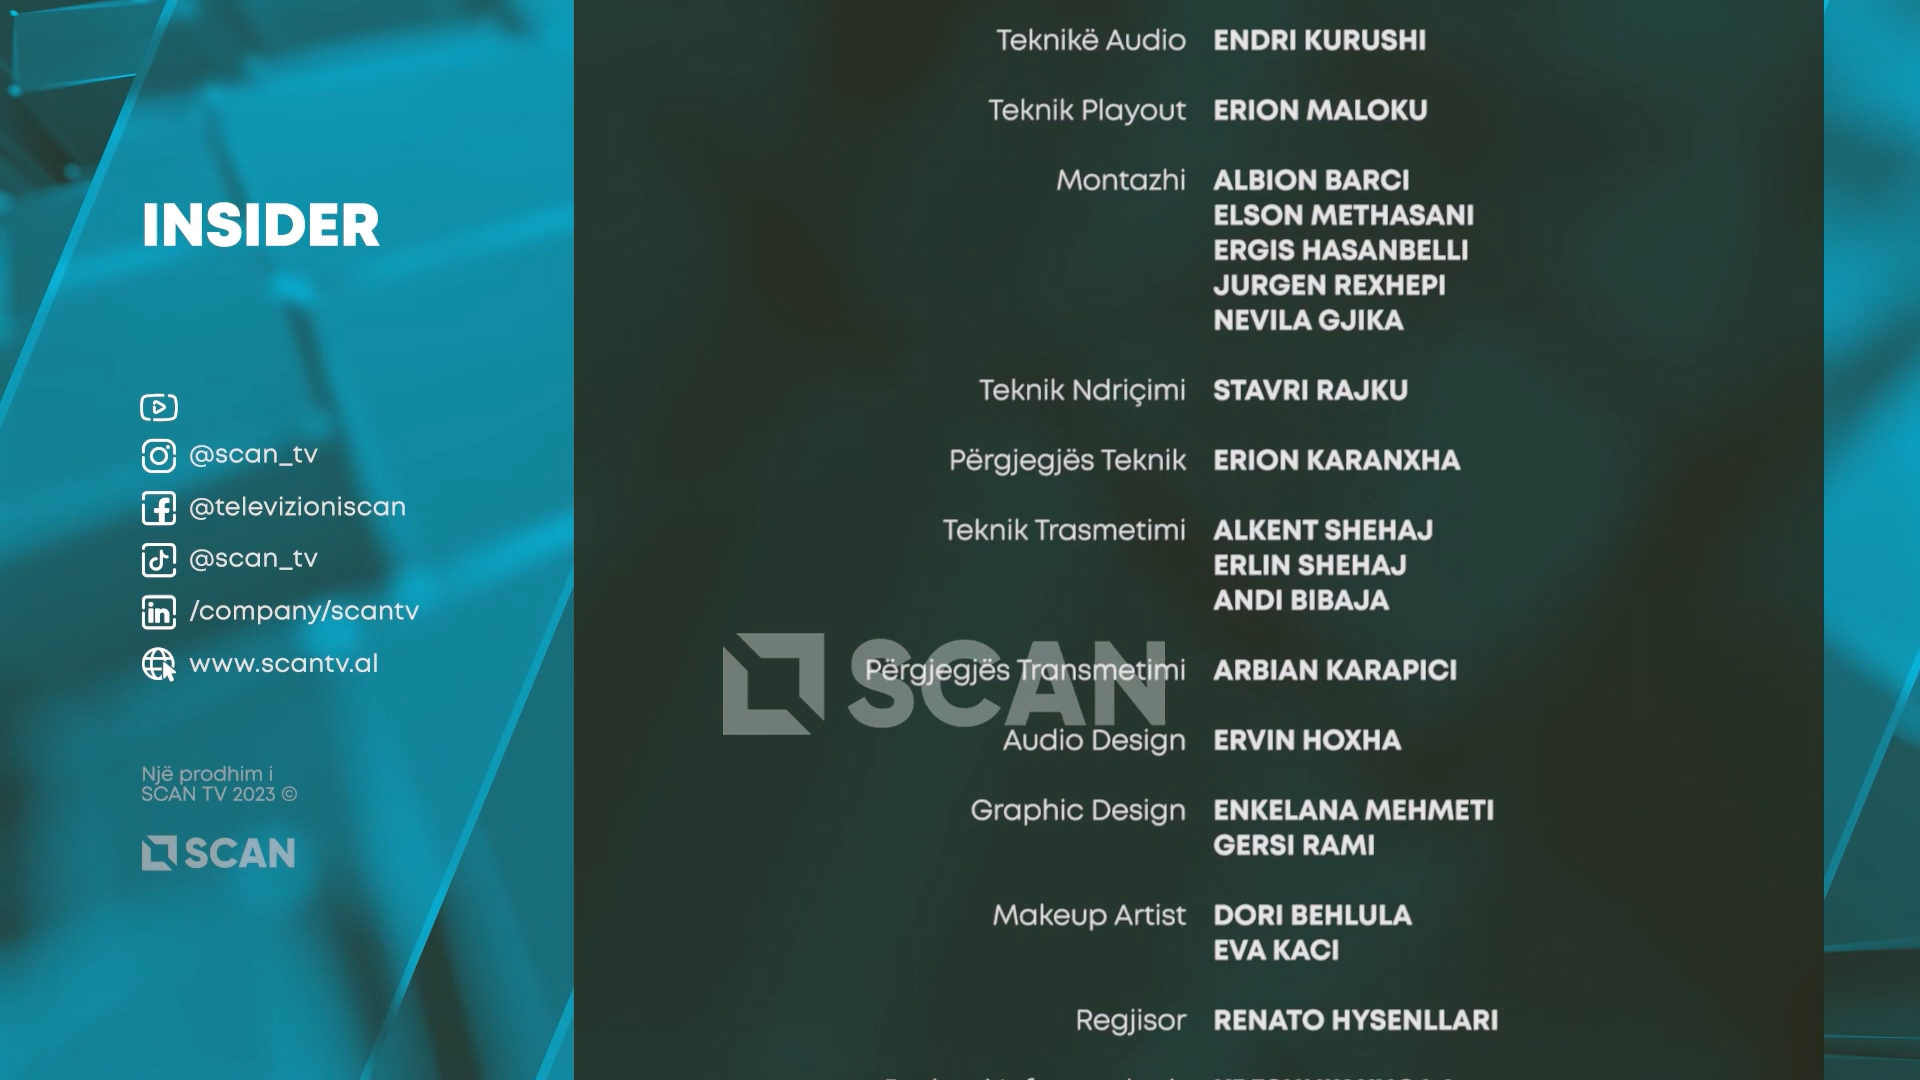 INSIDER
@scan_tv
@televizioniscan
@scan_tv
/company/scantv
www.scantv.al
Një prodhim i
SCAN TV 2023 ©
SCAN
Teknikë Audio ENDRI KURUSHI
Teknik Playout ERION MALOKU
Montazhi ALBION BARCI
ELSON METHASANI
ERGIS HASANBELLI
JURGEN REXHEPI
NEVILA GJIKA
Teknik Ndriçimi STAVRI RAJKU
Përgjegjës Teknik ERION KARANXHA
Teknik Trasmetimi ALKENT SHEHAJ
ERLIN SHEHAJ
ANDI BIBAJA
SCAN
Përgjegjës Transmetimi ARBIAN KARAPICI
Audio Design ERVIN HOXHA
Graphic Design ENKELANA MEHMETI
GERSI RAMI
Makeup Artist DORI BEHLULA
EVA KACI
Regjisor RENATO HYSENLLARI